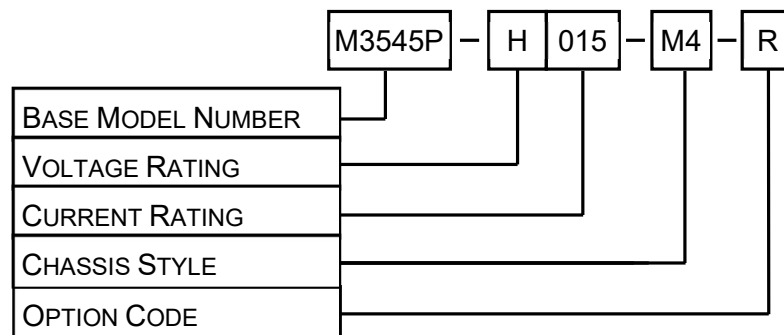 M3545P – H 015 – M4 – R
BASE MODEL NUMBER
VOLTAGE RATING
CURRENT RATING
CHASSIS STYLE
OPTION CODE